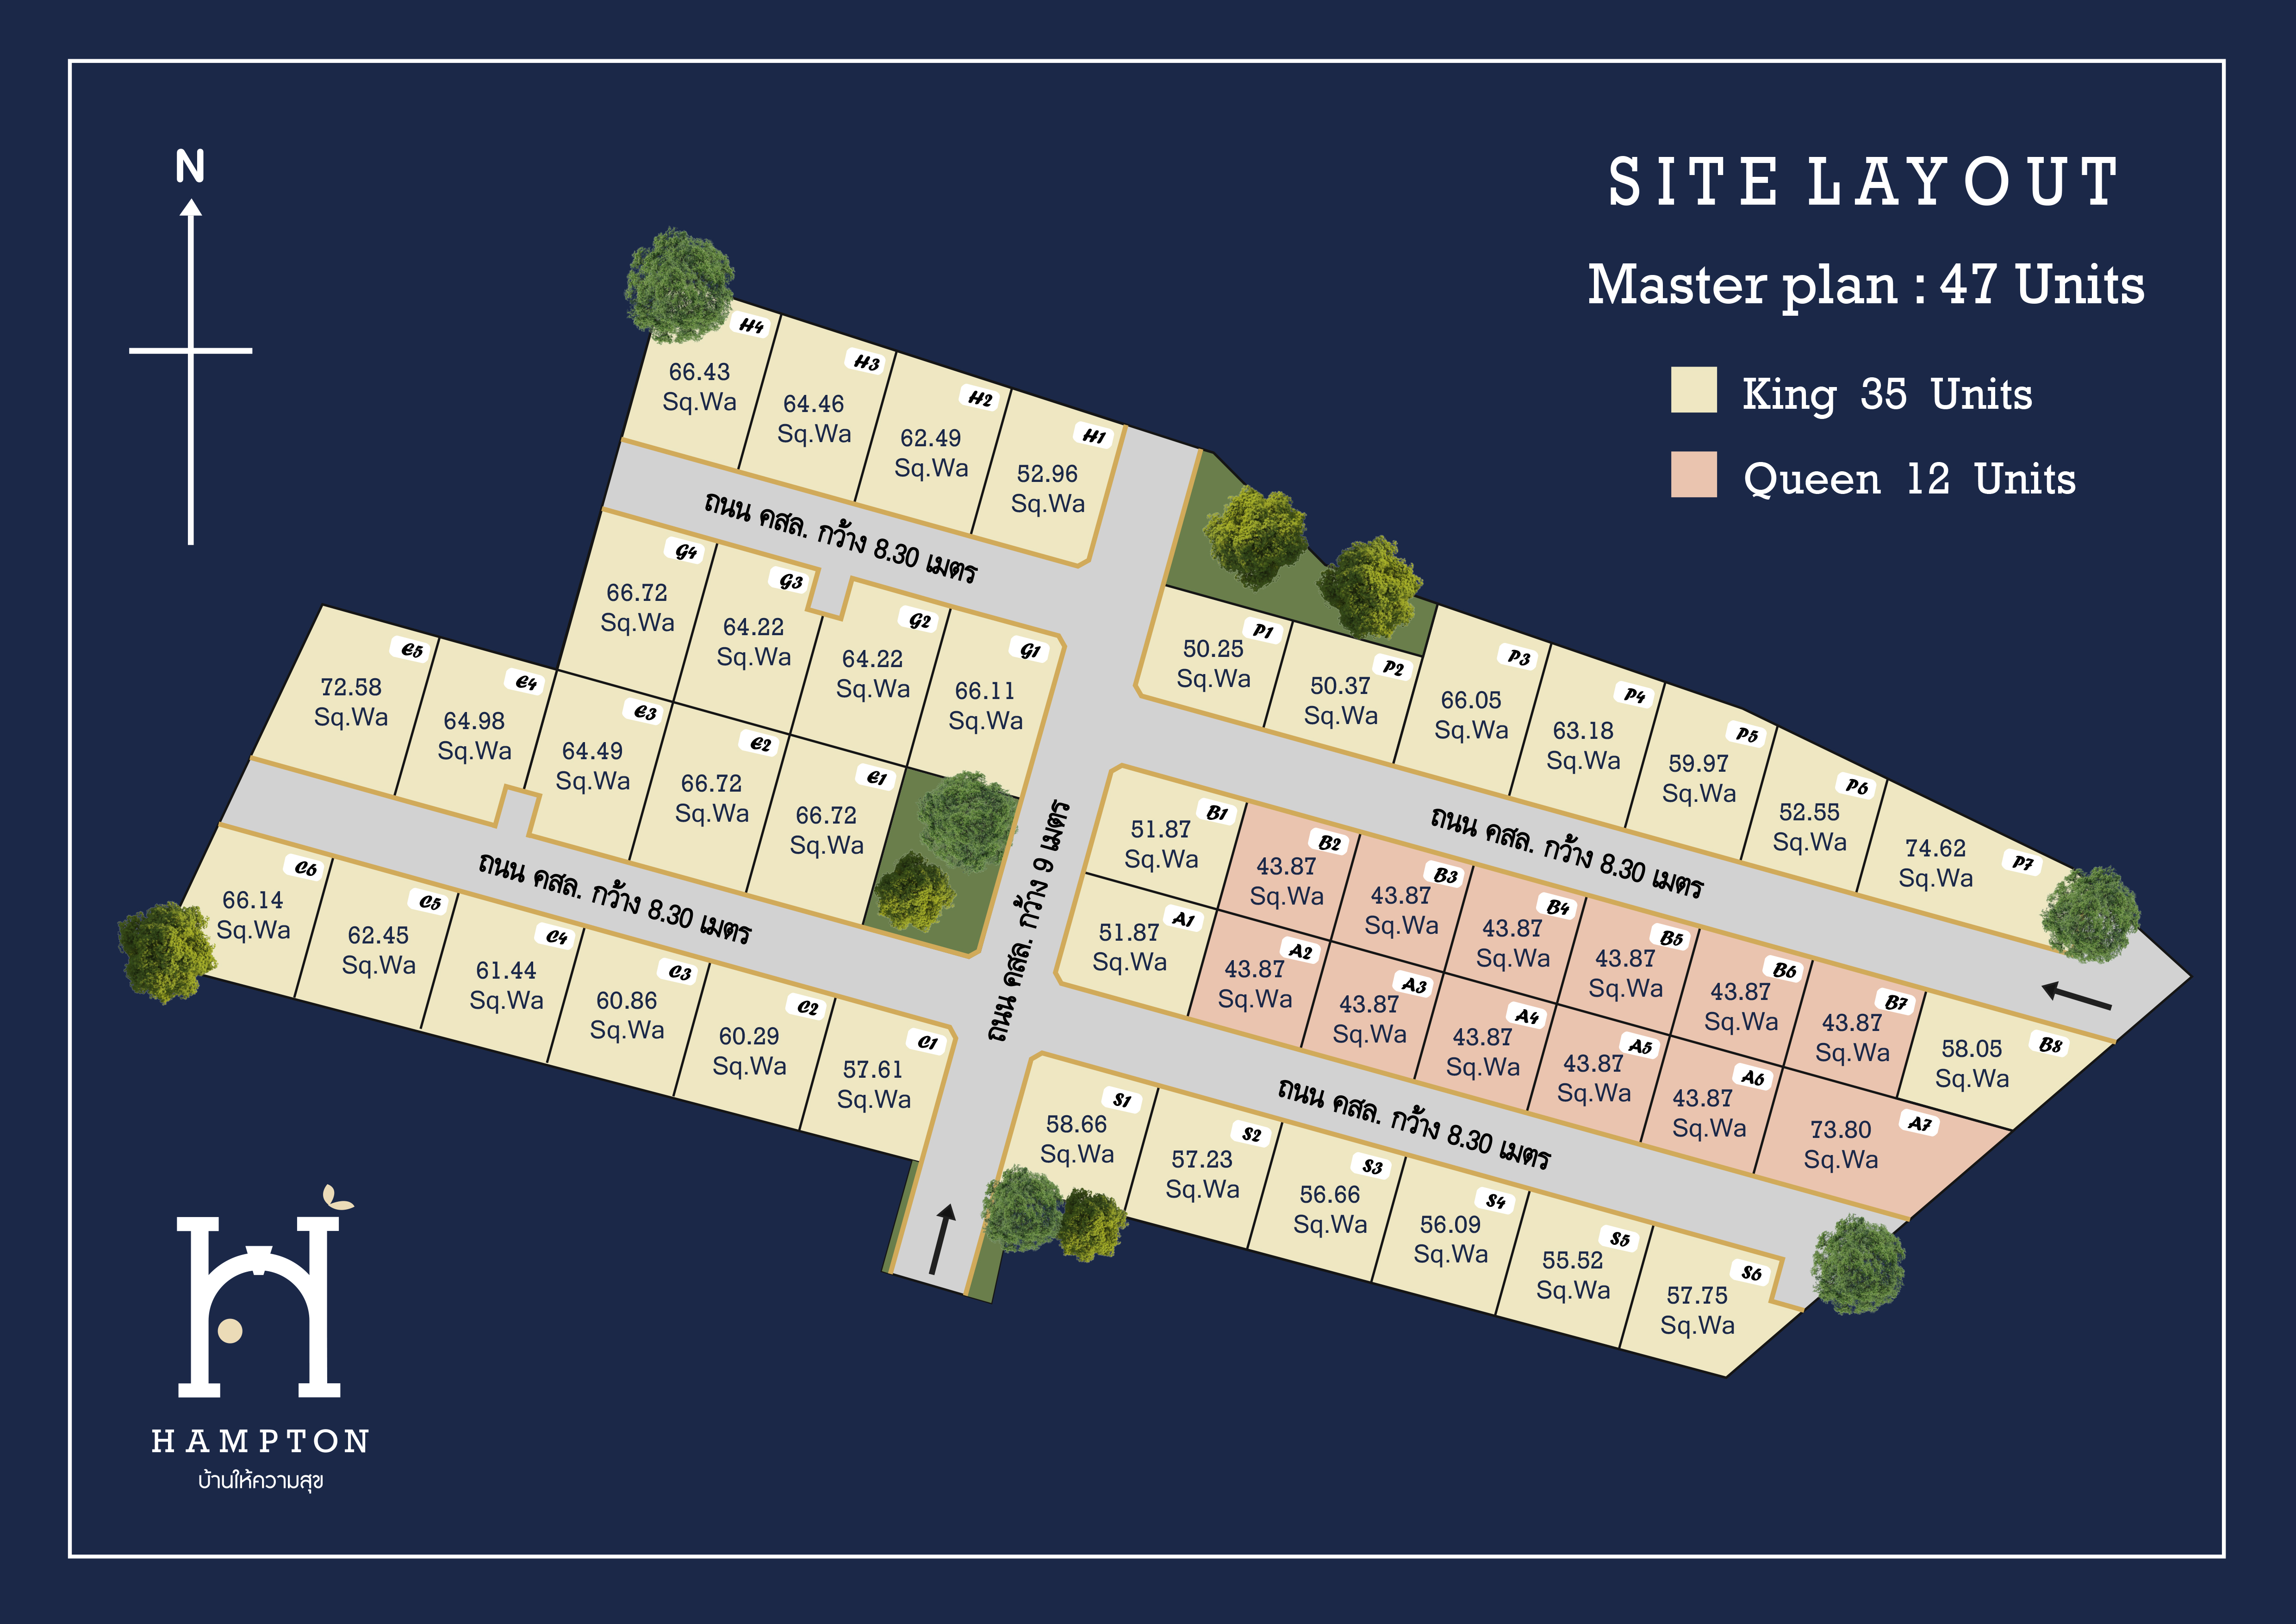 N
SITE LAYOUT
Master plan : 47 Units
King 35 Units
Queen 12 Units
H4
66.43
Sq.Wa
H3
64.46
Sq.Wa
H2
62.49
Sq.Wa
H1
52.96
Sq.Wa
ถนน คสล. กว้าง 8.30 เมตร
G4
66.72
Sq.Wa
G3
64.22
Sq.Wa
G2
64.22
Sq.Wa
G1
66.11
Sq.Wa
E5
72.58
Sq.Wa
E4
64.98
Sq.Wa
E3
64.49
Sq.Wa
E2
66.72
Sq.Wa
E1
66.72
Sq.Wa
ถนน คสล. กว้าง 8.30 เมตร
C6
66.14
Sq.Wa
C5
62.45
Sq.Wa
C4
61.44
Sq.Wa
C3
60.86
Sq.Wa
C2
60.29
Sq.Wa
C1
57.61
Sq.Wa
ถนน คสล. กว้าง 9 เมตร
P1
50.25
Sq.Wa
P2
50.37
Sq.Wa
P3
66.05
Sq.Wa
P4
63.18
Sq.Wa
P5
59.97
Sq.Wa
P6
52.55
Sq.Wa
P7
74.62
Sq.Wa
ถนน คสล. กว้าง 8.30 เมตร
B1
51.87
Sq.Wa
B2
43.87
Sq.Wa
B3
43.87
Sq.Wa
B4
43.87
Sq.Wa
B5
43.87
Sq.Wa
B6
43.87
Sq.Wa
B7
43.87
Sq.Wa
B8
58.05
Sq.Wa
A1
51.87
Sq.Wa
A2
43.87
Sq.Wa
A3
43.87
Sq.Wa
A4
43.87
Sq.Wa
A5
43.87
Sq.Wa
A6
43.87
Sq.Wa
A7
73.80
Sq.Wa
ถนน คสล. กว้าง 8.30 เมตร
S1
58.66
Sq.Wa
S2
57.23
Sq.Wa
S3
56.66
Sq.Wa
S4
56.09
Sq.Wa
S5
55.52
Sq.Wa
S6
57.75
Sq.Wa
HAMPTON
บ้านให้ความสุข